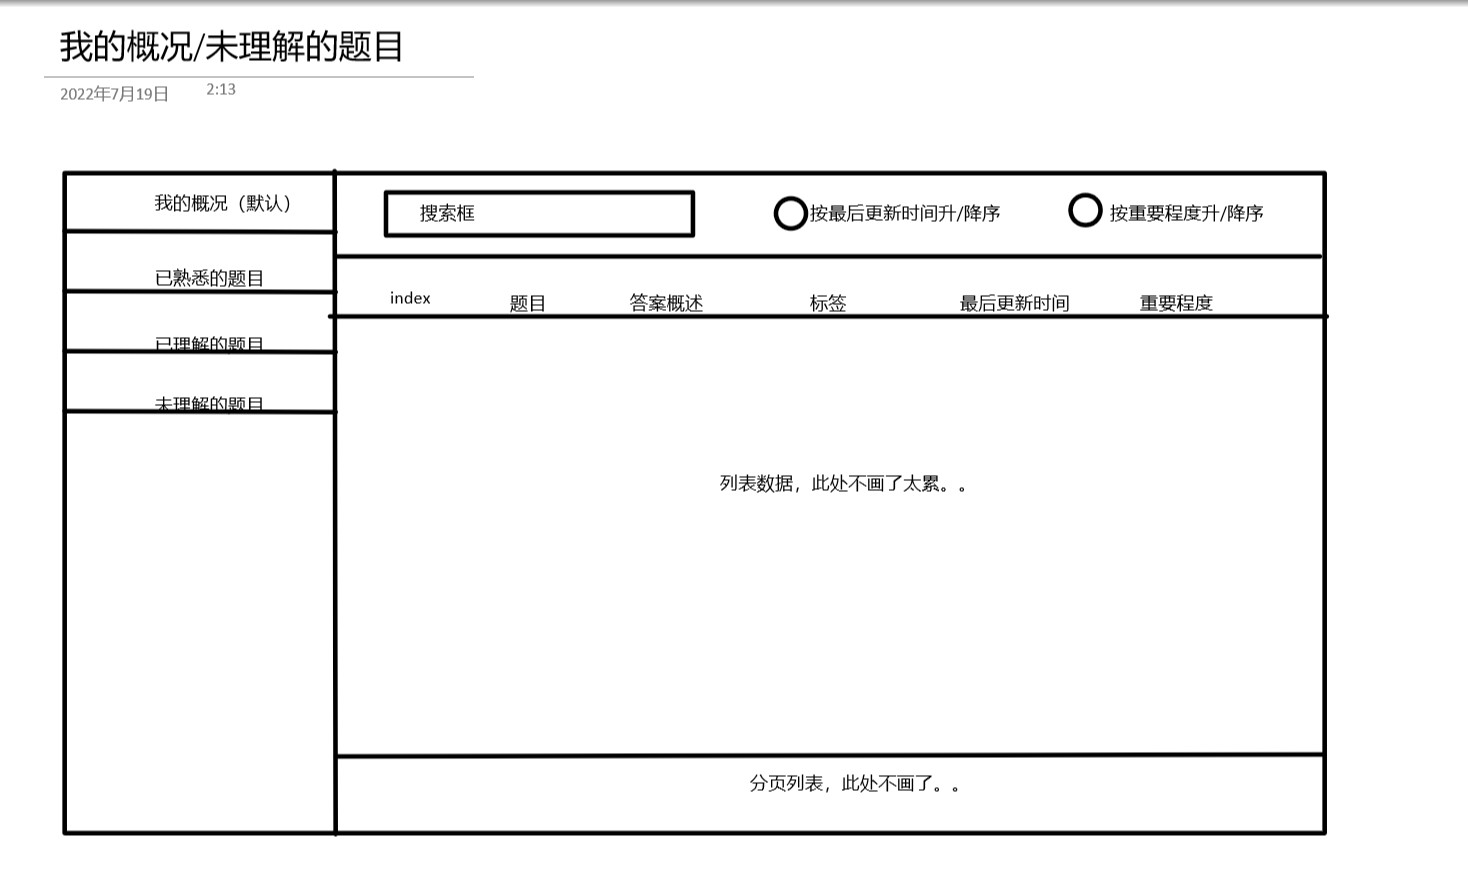 我的概况/未理解的题目
2022年7月19日 2:13
我的概况（默认）
已熟悉的题目
已理解的题目
未理解的题目
搜索框 按最后更新时间升/降序 按重要程度升/降序
index 题目 答案概述 标签 最后更新时间 重要程度
列表数据，此处不画了太累。。
分页列表，此处不画了。。